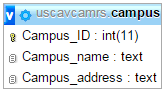 v uscavcamrs.campus
Campus_ID : int(11)
Campus_name : text
Campus_address : text